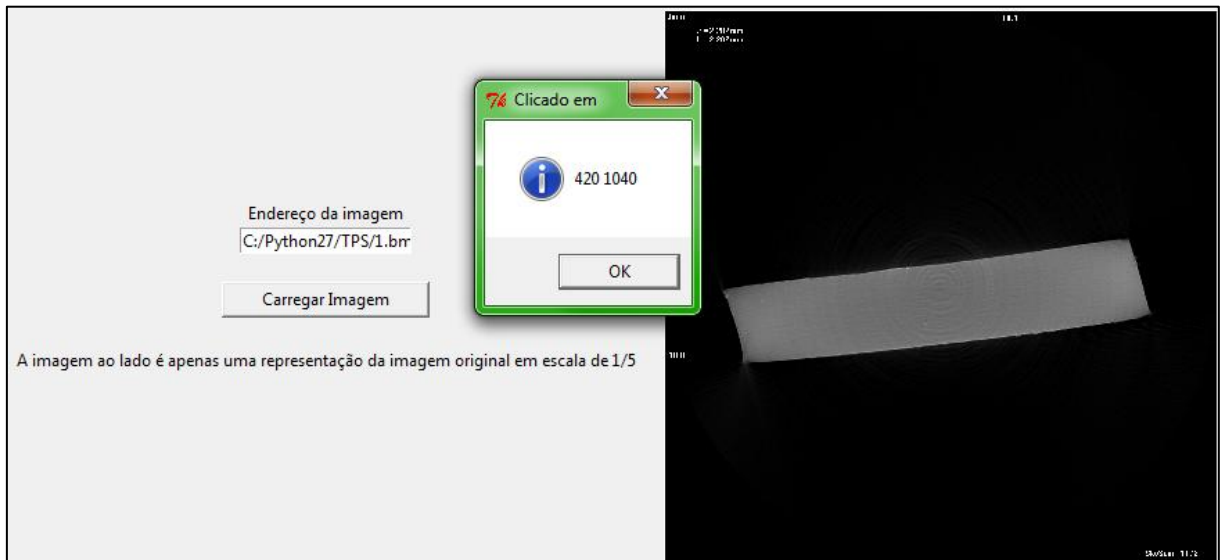 Clicado em
420 1040
OK
Endereço da imagem
C:/Python27/TPS/1.bm
Carregar Imagem
A imagem ao lado é apenas uma representação da imagem original em escala de 1/5